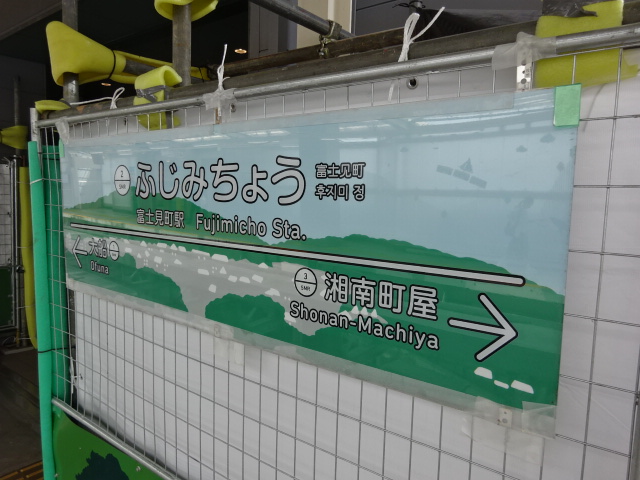 2
SMR
ふじみちょう
富士見町
후지미 정
富士見町駅 Fujimicho Sta.
大船
Ofuna
3
SMR
湘南町屋
Shonan-Machiya